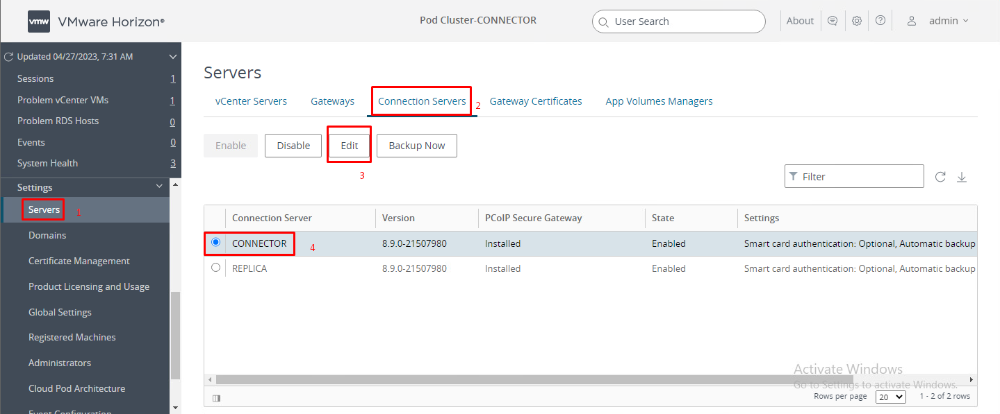 vmw VMware Horizon® Pod Cluster-CONNECTOR User Search About admin
Updated 04/27/2023, 7:31 AM
Sessions 1
Problem vCenter VMs 1
Problem RDS Hosts 0
Events 0
System Health 3
Settings
Servers 1
Domains
Certificate Management
Product Licensing and Usage
Global Settings
Registered Machines
Administrators
Cloud Pod Architecture
Event Configuration
Servers
vCenter Servers Gateways Connection Servers 2 Gateway Certificates App Volumes Managers
Enable Disable Edit Backup Now
3
Filter
Connection Server Version PCoIP Secure Gateway State Settings
CONNECTOR 4 8.9.0-21507980 Installed Enabled Smart card authentication: Optional, Automatic backup
REPLICA 8.9.0-21507980 Installed Enabled Smart card authentication: Optional, Automatic backup
Activate Windows
Go to Settings to activate Windows.
Rows per page 20 1 - 2 of 2 rows